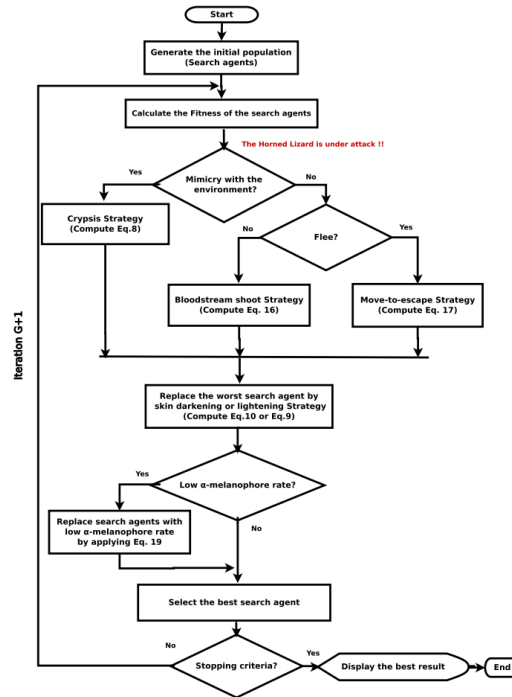 Start
Generate the initial population
(Search agents)
Calculate the Fitness of the search agents
The Horned Lizard is under attack !!
Yes
Mimicry with the
environment?
No
Crypsis Strategy
(Compute Eq.8)
No
Flee?
Yes
Bloodstream shoot Strategy
(Compute Eq. 16)
Move-to-escape Strategy
(Compute Eq. 17)
Iteration G+1
Replace the worst search agent by
skin darkening or lightening Strategy
(Compute Eq.10 or Eq.9)
Yes
Low α-melanophore rate?
No
Replace search agents with
low α-melanophore rate
by applying Eq. 19
Select the best search agent
No
Stopping criteria?
Yes
Display the best result
End